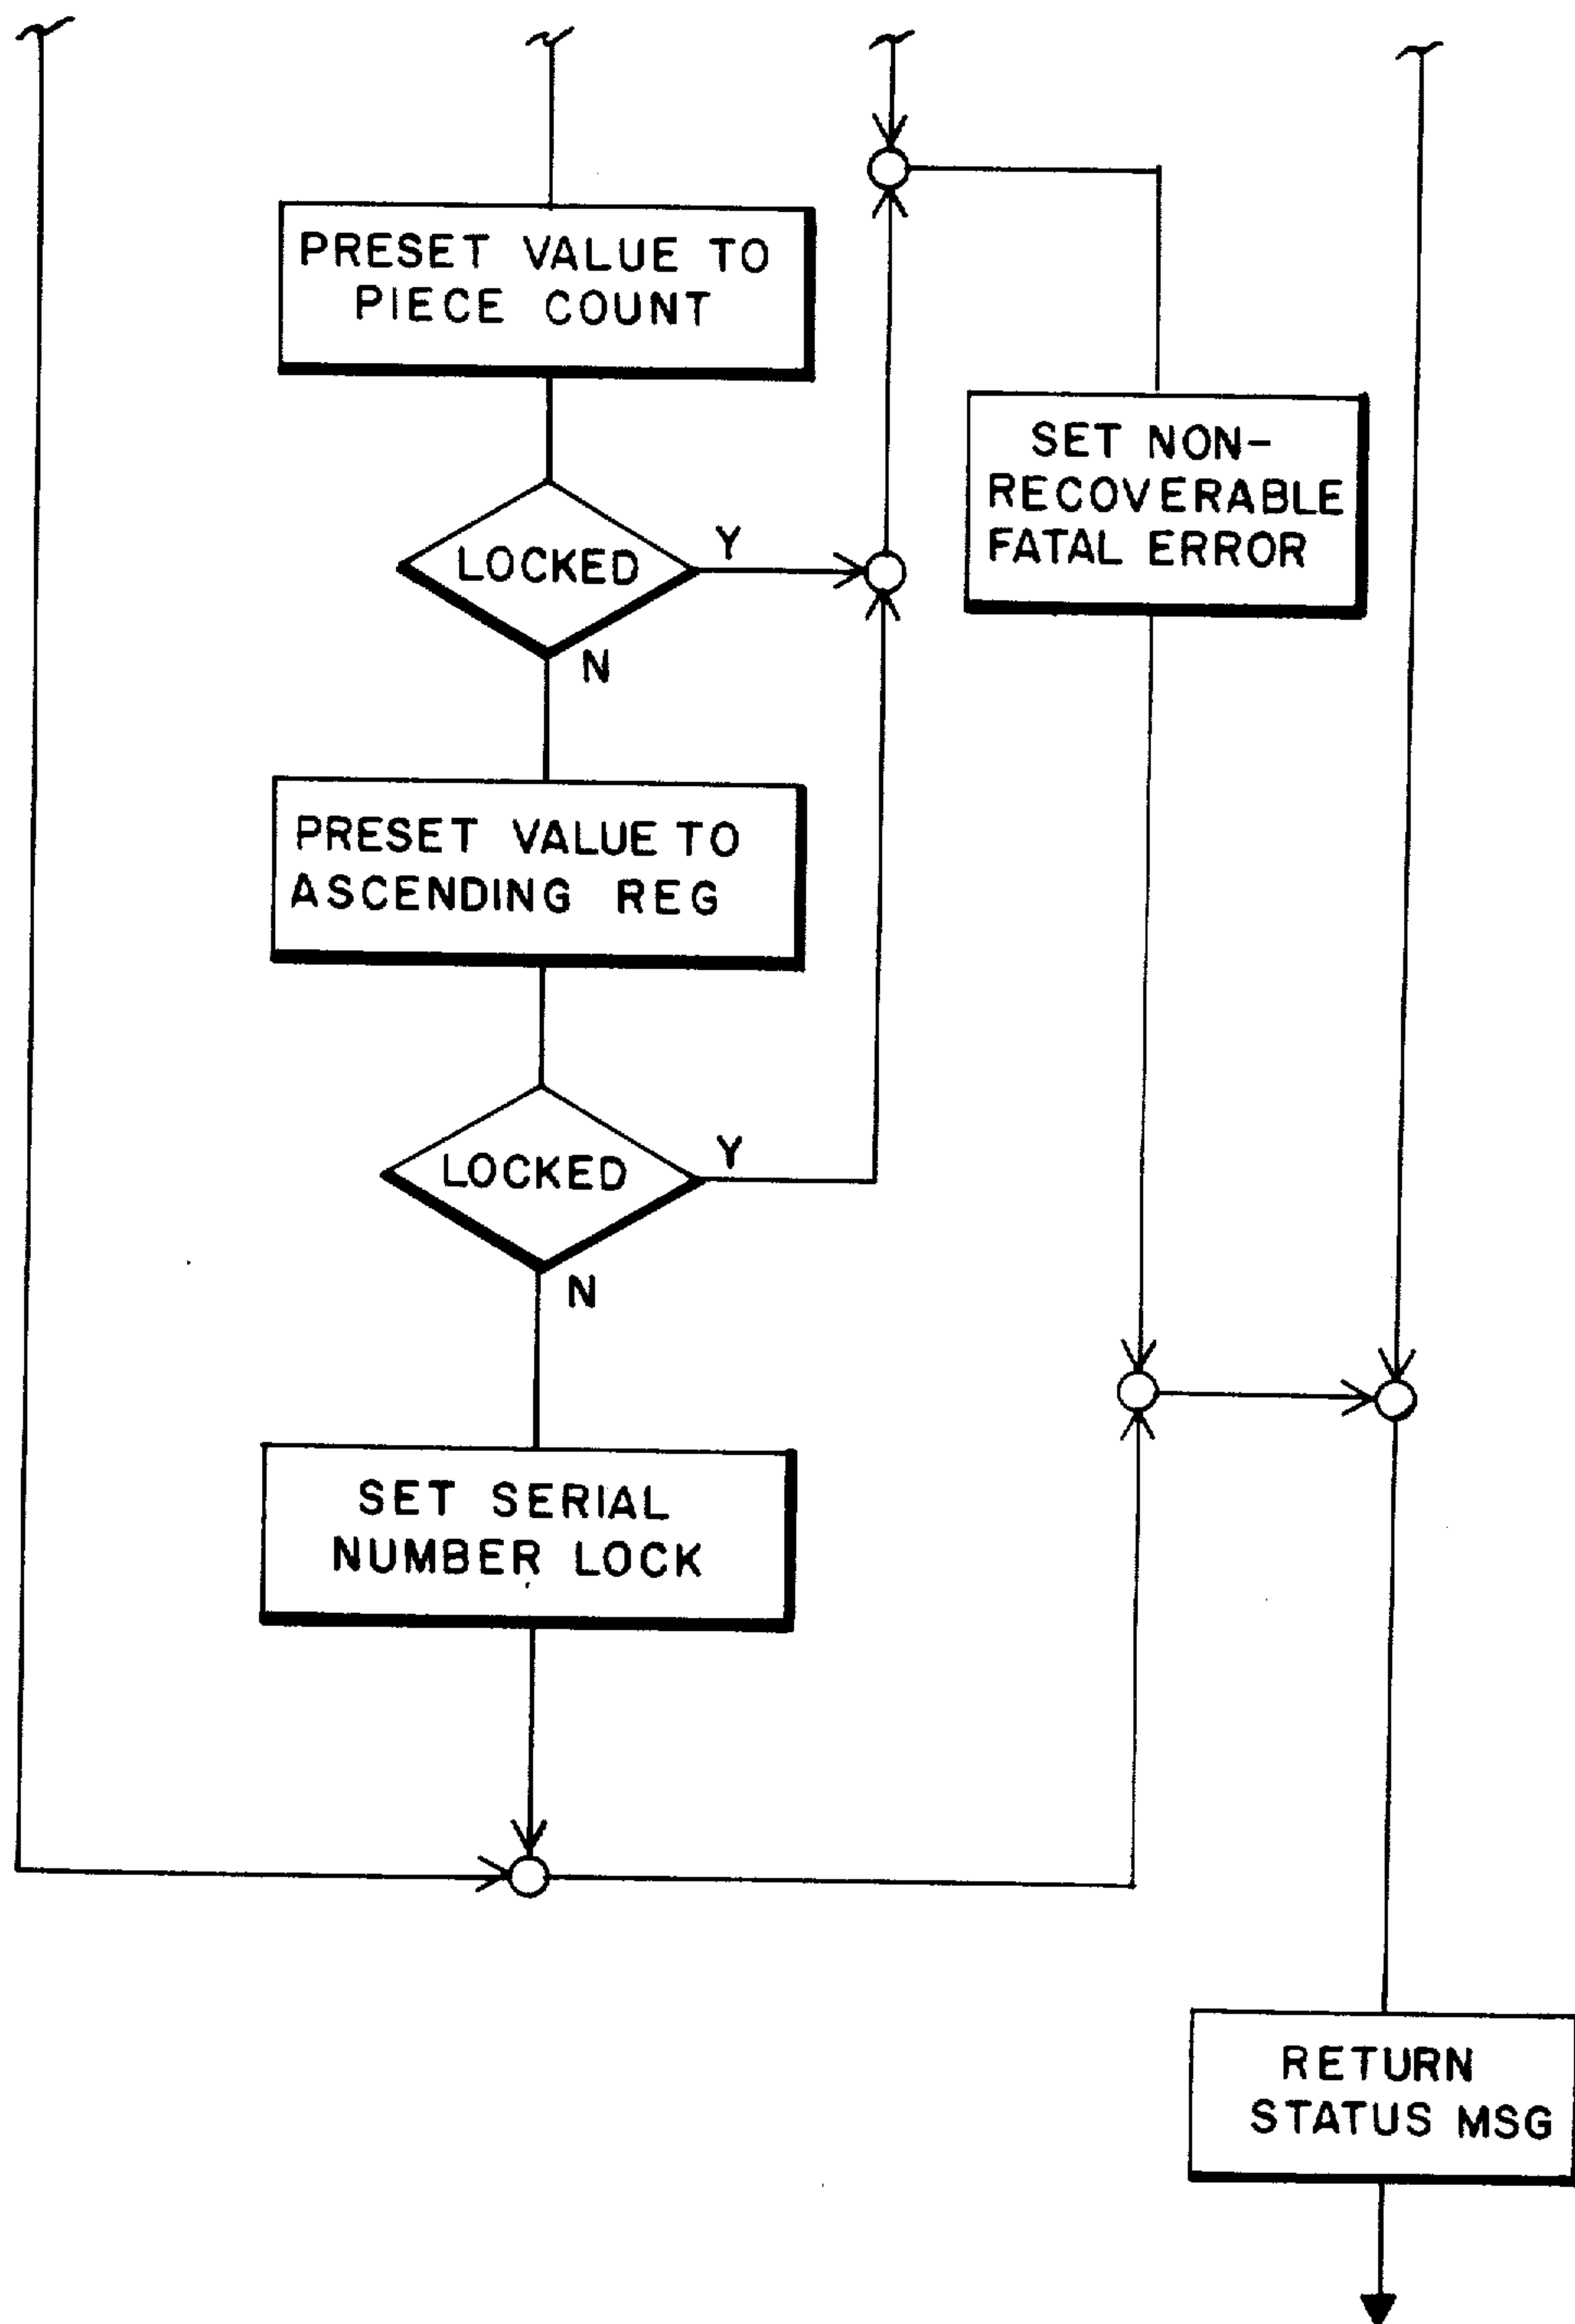 PRESET VALUE TO
PIECE COUNT
SET NON-
RECOVERABLE
FATAL ERROR
LOCKED
Y
N
PRESET VALUE TO
ASCENDING REG
LOCKED
Y
N
SET SERIAL
NUMBER LOCK
RETURN
STATUS MSG